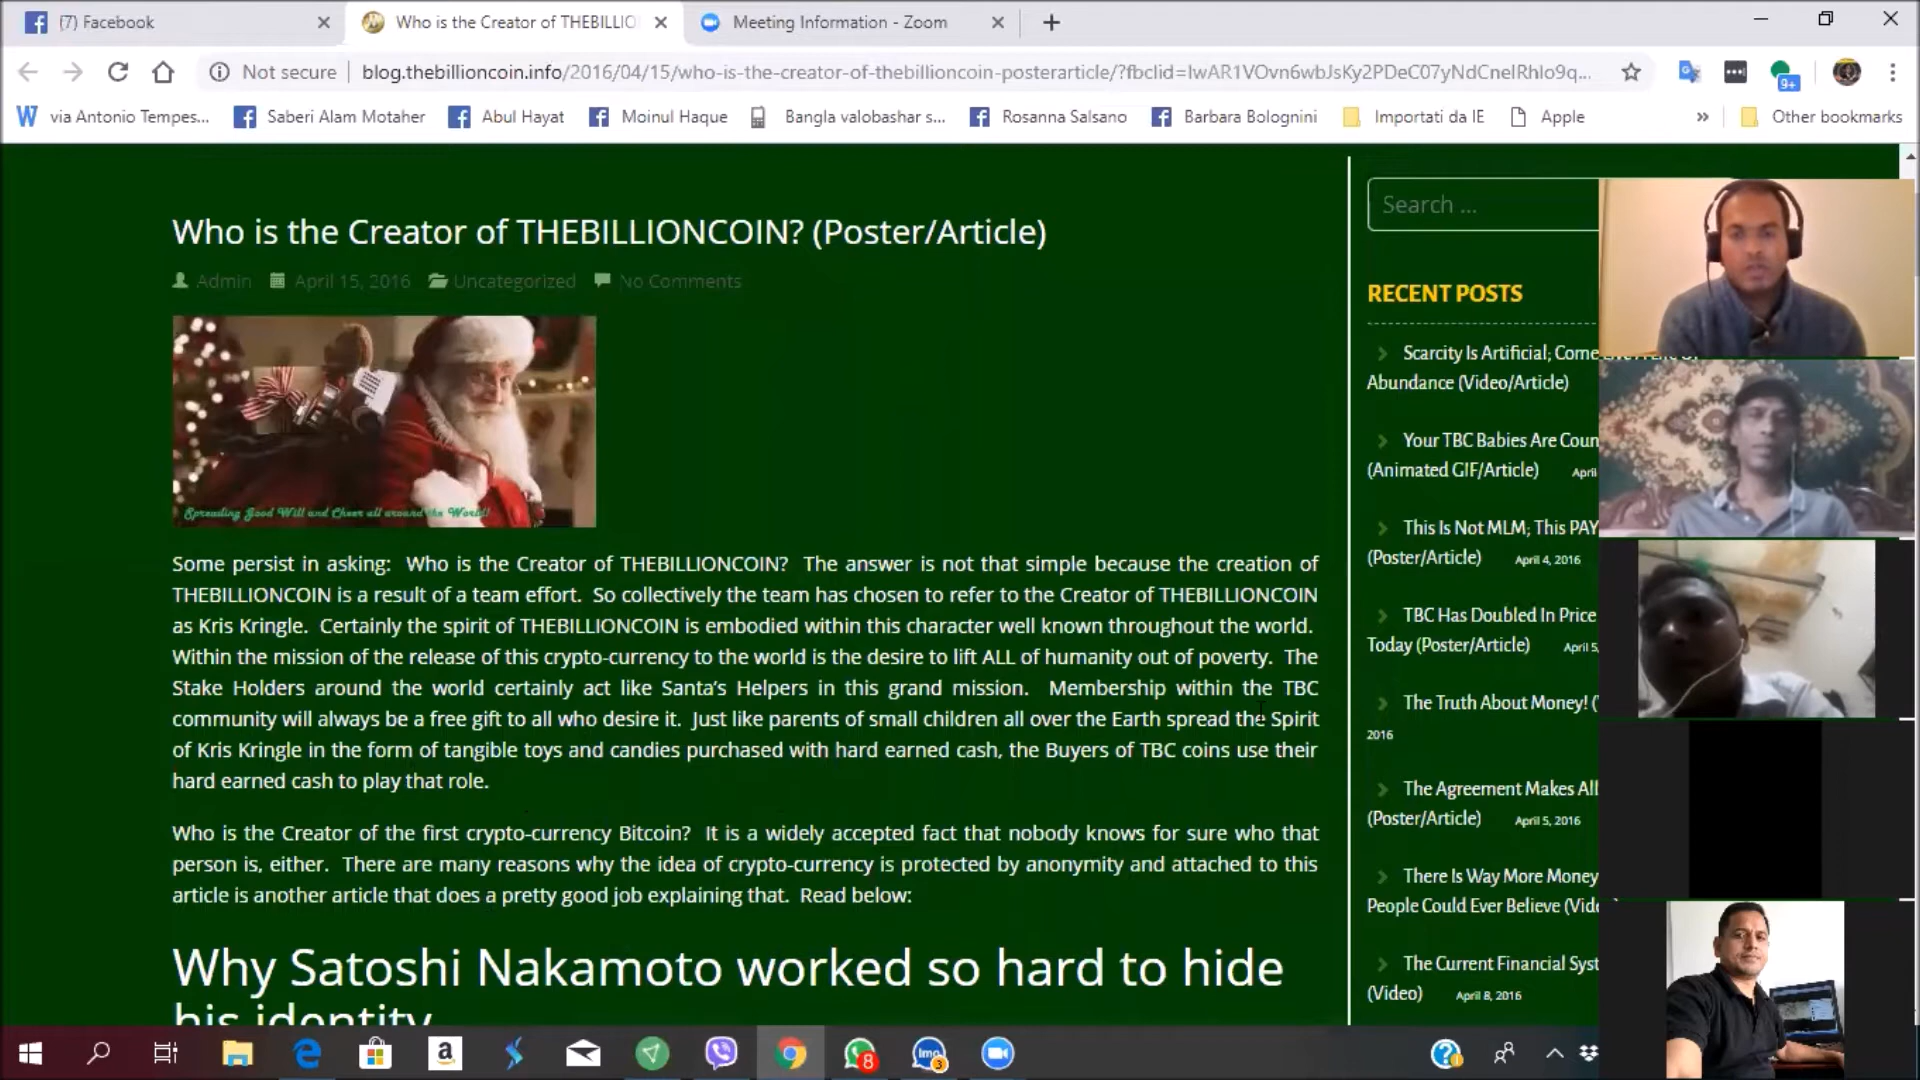 (7) Facebook
Who is the Creator of THEBILLIO
Meeting Information - Zoom
Not secure
blog.thebillioncoin.info/2016/04/15/who-is-the-creator-of-thebillioncoin-posterarticle/?fbclid=IwAR1VOvn6wbJsKy2PDeC07yNdCnelRhIo9q...
9+
via Antonio Tempes...
Saberi Alam Motaher
Abul Hayat
Moinul Haque
Bangla valobashar s...
Rosanna Salsano
Barbara Bolognini
Importati da IE
Apple
»
Other bookmarks
Who is the Creator of THEBILLIONCOIN? (Poster/Article)
Admin April 15, 2016 Uncategorized No Comments
Spreading Good Will and Cheer all around the World!
Some persist in asking: Who is the Creator of THEBILLIONCOIN? The answer is not that simple because the creation of
THEBILLIONCOIN is a result of a team effort. So collectively the team has chosen to refer to the Creator of THEBILLIONCOIN
as Kris Kringle. Certainly the spirit of THEBILLIONCOIN is embodied within this character well known throughout the world.
Within the mission of the release of this crypto-currency to the world is the desire to lift ALL of humanity out of poverty. The
Stake Holders around the world certainly act like Santa's Helpers in this grand mission. Membership within the TBC
community will always be a free gift to all who desire it. Just like parents of small children all over the Earth spread the Spirit
of Kris Kringle in the form of tangible toys and candies purchased with hard earned cash, the Buyers of TBC coins use their
hard earned cash to play that role.
Who is the Creator of the first crypto-currency Bitcoin? It is a widely accepted fact that nobody knows for sure who that
person is, either. There are many reasons why the idea of crypto-currency is protected by anonymity and attached to this
article is another article that does a pretty good job explaining that. Read below:
Why Satoshi Nakamoto worked so hard to hide
his identity
Search ...
RECENT POSTS
Scarcity Is Artificial; Come
Abundance (Video/Article)
Your TBC Babies Are Coun
(Animated GIF/Article) April
This Is Not MLM; This PAY
(Poster/Article) April 4, 2016
TBC Has Doubled In Price
Today (Poster/Article) April 5,
The Truth About Money! (
2016
The Agreement Makes All
(Poster/Article) April 5, 2016
There Is Way More Money
People Could Ever Believe (Vide
The Current Financial Syst
(Video) April 8, 2016
a
8
imo
3